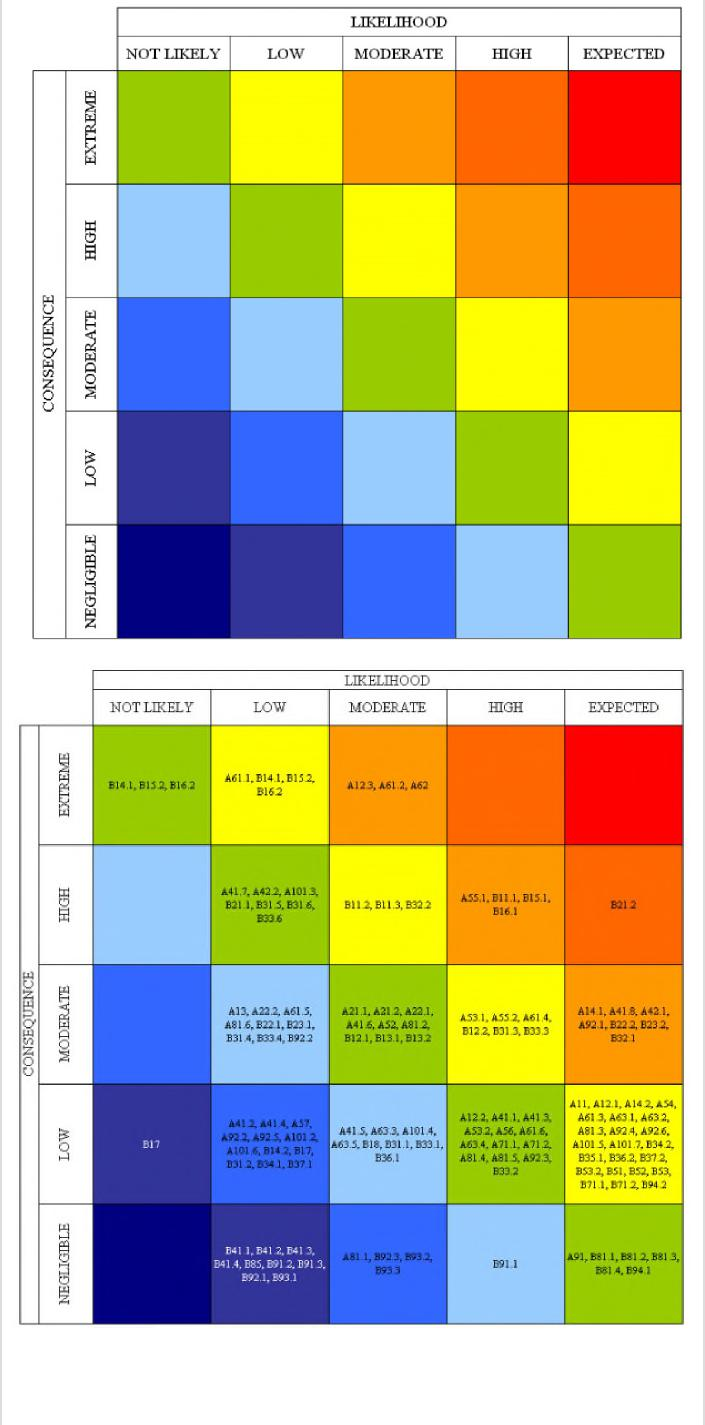 LIKELIHOOD
NOT LIKELY LOW MODERATE HIGH EXPECTED
CONSEQUENCE
EXTREME
HIGH
MODERATE
LOW
NEGLIGIBLE
LIKELIHOOD
NOT LIKELY LOW MODERATE HIGH EXPECTED
CONSEQUENCE
EXTREME
B14.1, B15.2, B16.2
A61.1, B14.1, B15.2,
B16.2
A12.3, A61.2, A62
HIGH
A41.7, A42.2, A101.3,
B21.1, B31.5, B31.6,
B33.6
B11.2, B11.3, B32.2
A55.1, B11.1, B15.1,
B16.1
B21.2
MODERATE
A13, A22.2, A61.5,
A81.6, B22.1, B23.1,
B31.4, B33.4, B92.2
A21.1, A21.2, A22.1,
A41.6, A52, A81.2,
B12.1, B13.1, B13.2
A53.1, A55.2, A61.4,
B12.2, B31.3, B33.3
A14.1, A41.8, A42.1,
A92.1, B22.2, B23.2,
B32.1
LOW
B17
A41.2, A41.4, A57,
A92.2, A92.5, A101.2,
A101.6, B14.2, B17,
B31.2, B34.1, B37.1
A41.5, A63.3, A101.4,
A63.5, B18, B31.1, B33.1,
B36.1
A12.2, A41.1, A41.3,
A53.2, A56, A61.6,
A63.4, A71.1, A71.2,
A81.4, A81.5, A92.3,
B33.2
A11, A12.1, A14.2, A54,
A61.3, A63.1, A63.2,
A81.3, A92.4, A92.6,
A101.5, A101.7, B34.2,
B35.1, B36.2, B37.2,
B53.2, B51, B52, B53,
B71.1, B71.2, B94.2
NEGLIGIBLE
B41.1, B41.2, B41.3,
B41.4, B85, B91.2, B91.3,
B92.1, B93.1
A81.1, B92.3, B93.2,
B93.3
B91.1
A91, B81.1, B81.2, B81.3,
B81.4, B94.1